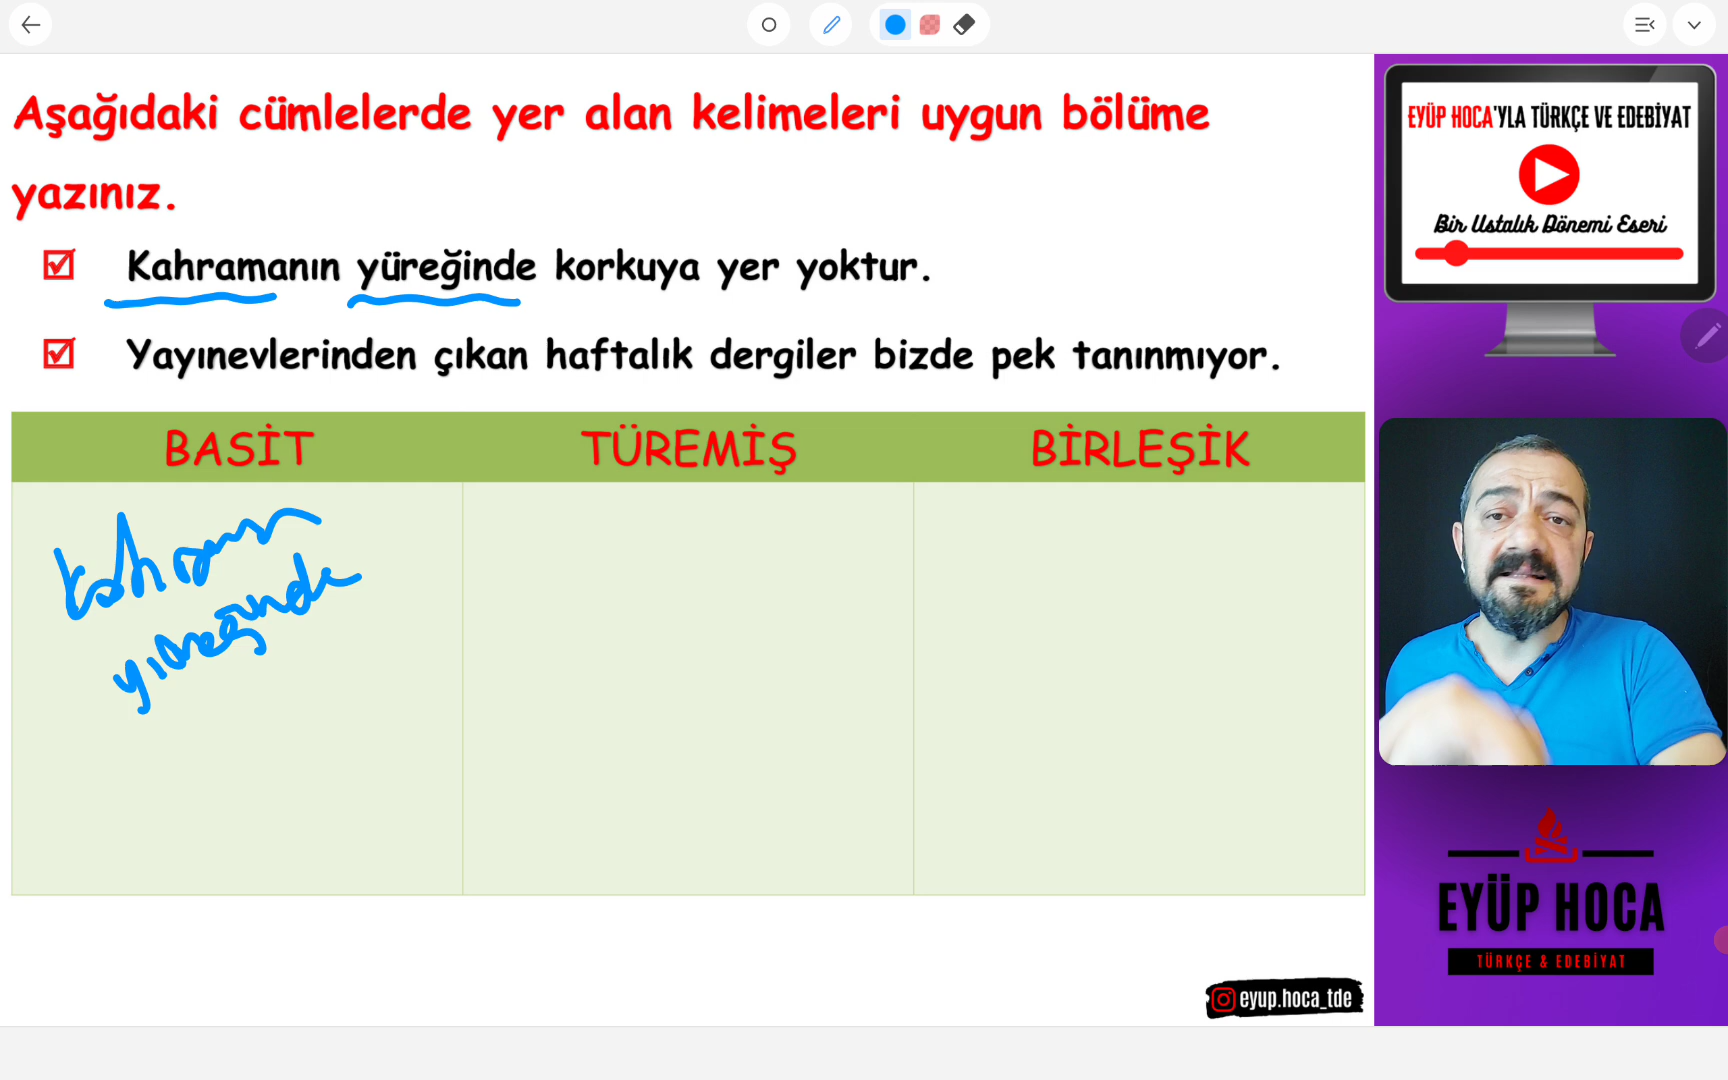 Aşağıdaki cümlelerde yer alan kelimeleri uygun bölüme
yazınız.
Kahramanın yüreğinde korkuya yer yoktur.
Yayınevlerinden çıkan haftalık dergiler bizde pek tanınmıyor.
BASİT TÜREMİŞ BİRLEŞİK
kahraman
yüreğinde
eyup.hoca_tde
EYÜP HOCA'YLA TÜRKÇE VE EDEBİYAT
Bir Ustalık Dönemi Eseri
EYÜP HOCA
TÜRKÇE & EDEBİYAT